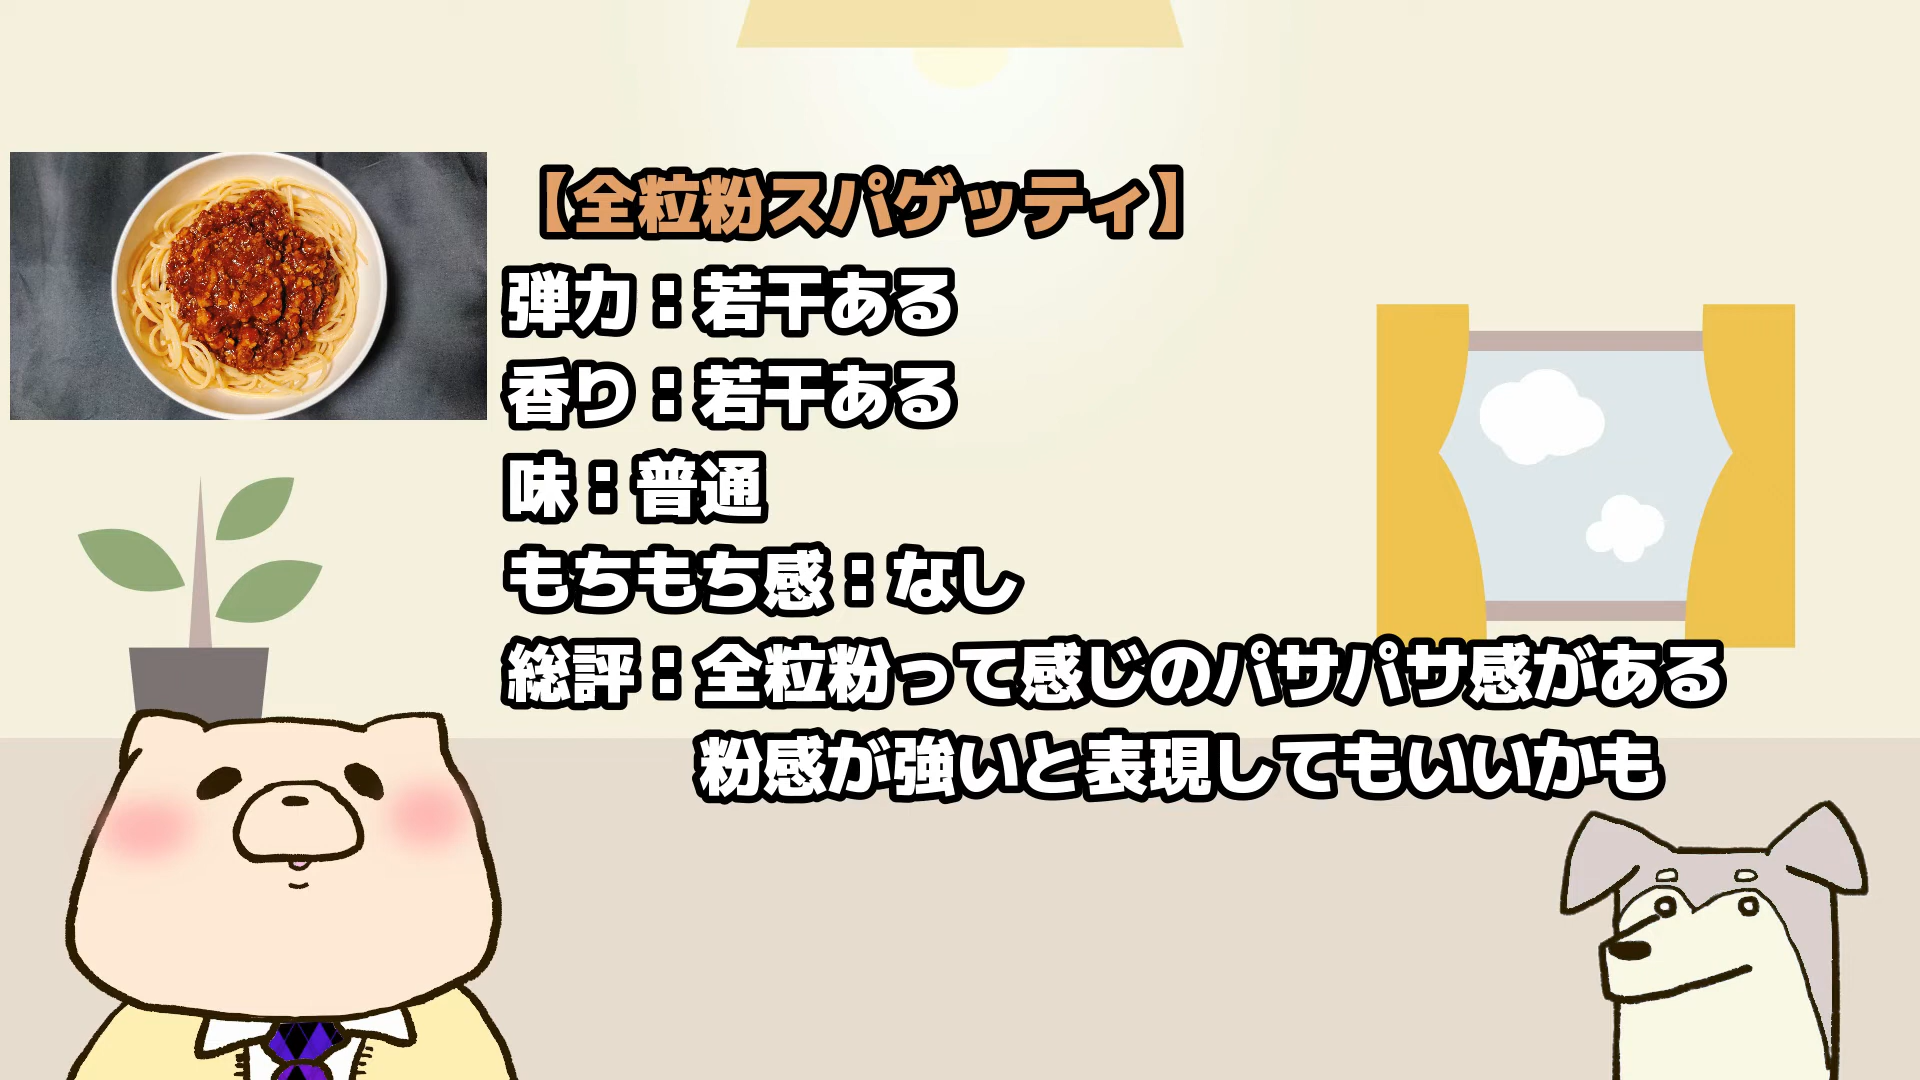 【全粒粉スパゲッティ】
弾力：若干ある
香り：若干ある
味：普通
もちもち感：なし
総評：全粒粉って感じのパサパサ感がある
粉感が強いと表現してもいいかも